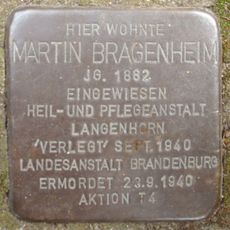 HIER WOHNTE
MARTIN BRAGENHEIM
JG. 1882
EINGEWIESEN
HEIL- UND PFLEGEANSTALT
LANGENHORN
'VERLEGT' SEPT. 1940
LANDESANSTALT BRANDENBURG
ERMORDET 23.9.1940
AKTION T4